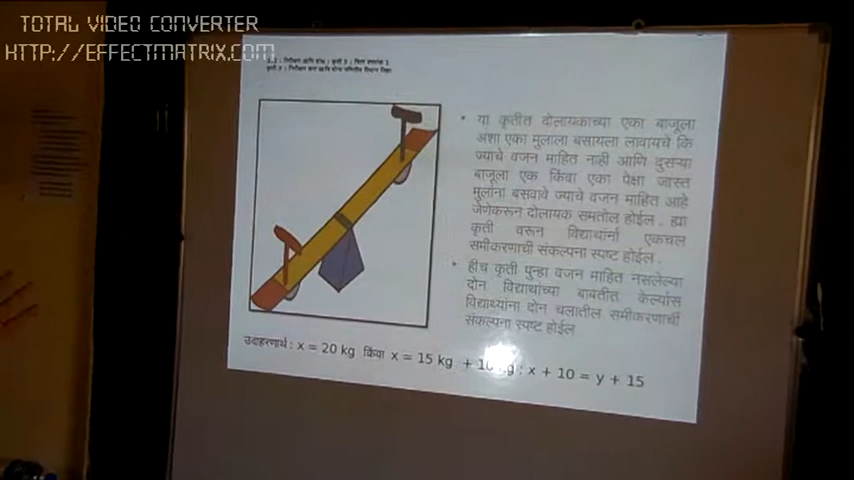 TOTAL VIDEO CONVERTER
HTTP://EFFECTMATRIX.COM
या कृतीत दोलायकाच्या एका बाजूला
अशा एका मुलाला बसायला लावायचे कि
ज्याचे वजन माहित नाही आणि दुसऱ्या
बाजूला एक किंवा एका पेक्षा जास्त
मुलांना बसवावे ज्याचे वजन माहित आहे
जेणेकरून दोलायक समतोल होईल . ह्या
कृती वरून विद्यार्थ्यांना एकचल
समीकरणाची संकल्पना स्पष्ट होईल .
हीच कृती पुन्हा वजन माहित नसलेल्या
दोन विद्यार्थाच्या बाबतीत केल्यास
विद्यार्थ्यांना दोन चलातील समीकरणाची
संकल्पना स्पष्ट होईल
उदाहरणार्थ : x = 20 kg किंवा x = 15 kg + 10 kg ; x + 10 = y + 15